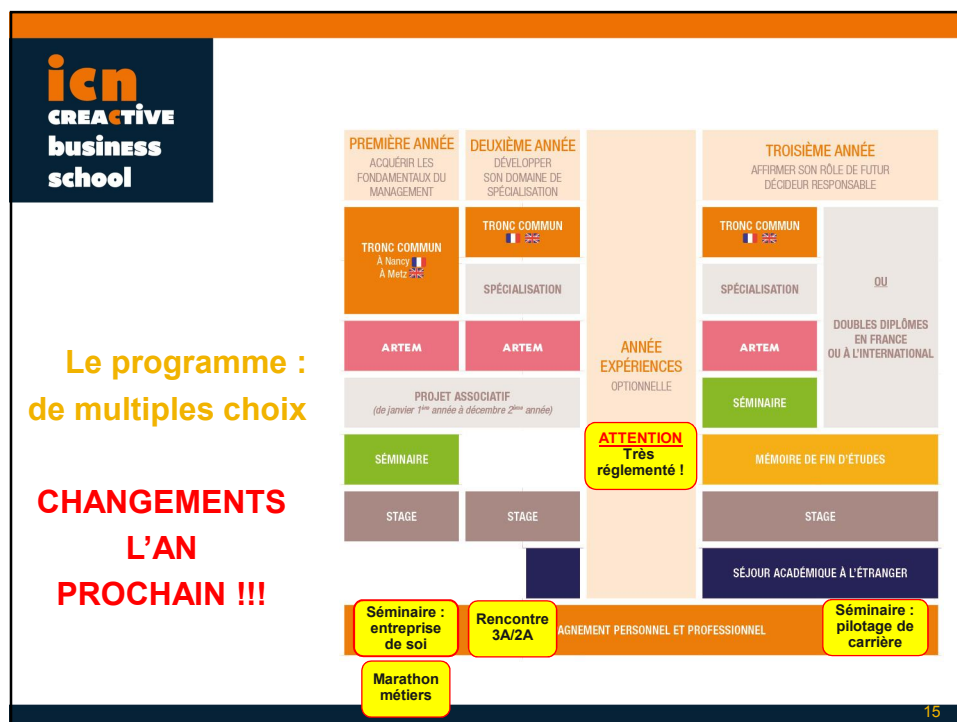 icn
CREACTIVE
business
school
Le programme :
de multiples choix
CHANGEMENTS
L'AN
PROCHAIN !!!
PREMIÈRE ANNÉE
ACQUÉRIR LES
FONDAMENTAUX DU
MANAGEMENT
DEUXIÈME ANNÉE
DÉVELOPPER
SON DOMAINE DE
SPÉCIALISATION
TROISIÈME ANNÉE
AFFIRMER SON RÔLE DE FUTUR
DÉCIDEUR RESPONSABLE
TRONC COMMUN
À Nancy
À Metz
TRONC COMMUN
TRONC COMMUN
SPÉCIALISATION
SPÉCIALISATION
OU
DOUBLES DIPLÔMES
EN FRANCE
OU À L'INTERNATIONAL
ARTEM
ARTEM
ANNÉE
EXPÉRIENCES
OPTIONNELLE
ARTEM
PROJET ASSOCIATIF
(de janvier 1ère année à décembre 2ème année)
SÉMINAIRE
ATTENTION
Très
réglementé !
SÉMINAIRE
MÉMOIRE DE FIN D'ÉTUDES
STAGE
STAGE
STAGE
SÉJOUR ACADÉMIQUE À L'ÉTRANGER
Séminaire :
entreprise
de soi
Rencontre
3A/2A
AGNEMENT PERSONNEL ET PROFESSIONNEL
Séminaire :
pilotage de
carrière
Marathon
métiers
15